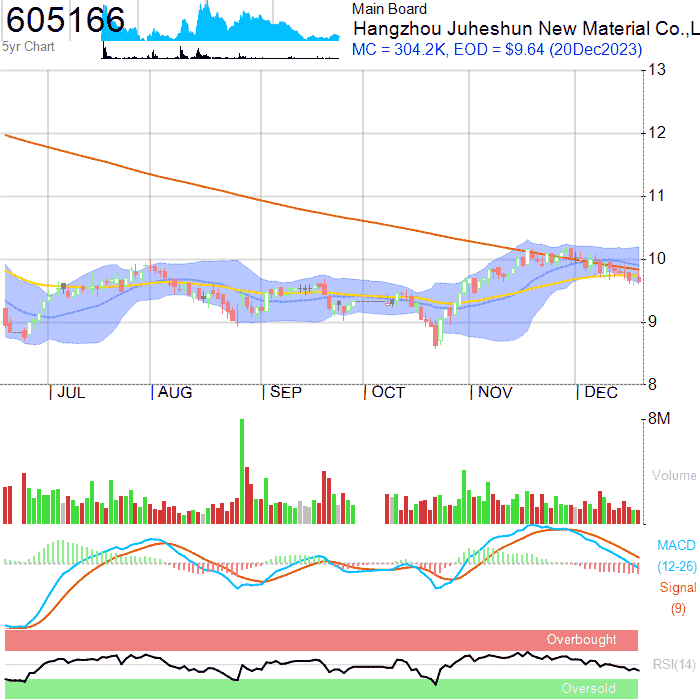 605166
Main Board
Hangzhou Juheshun New Material Co.,L
5yr Chart
MC = 304.2K, EOD = $9.64 (20Dec2023)
13
12
11
10
9
8
JUL AUG SEP OCT NOV DEC
8M
Volume
MACD
(12-26)
Signal
(9)
Overbought
RSI(14)
Oversold